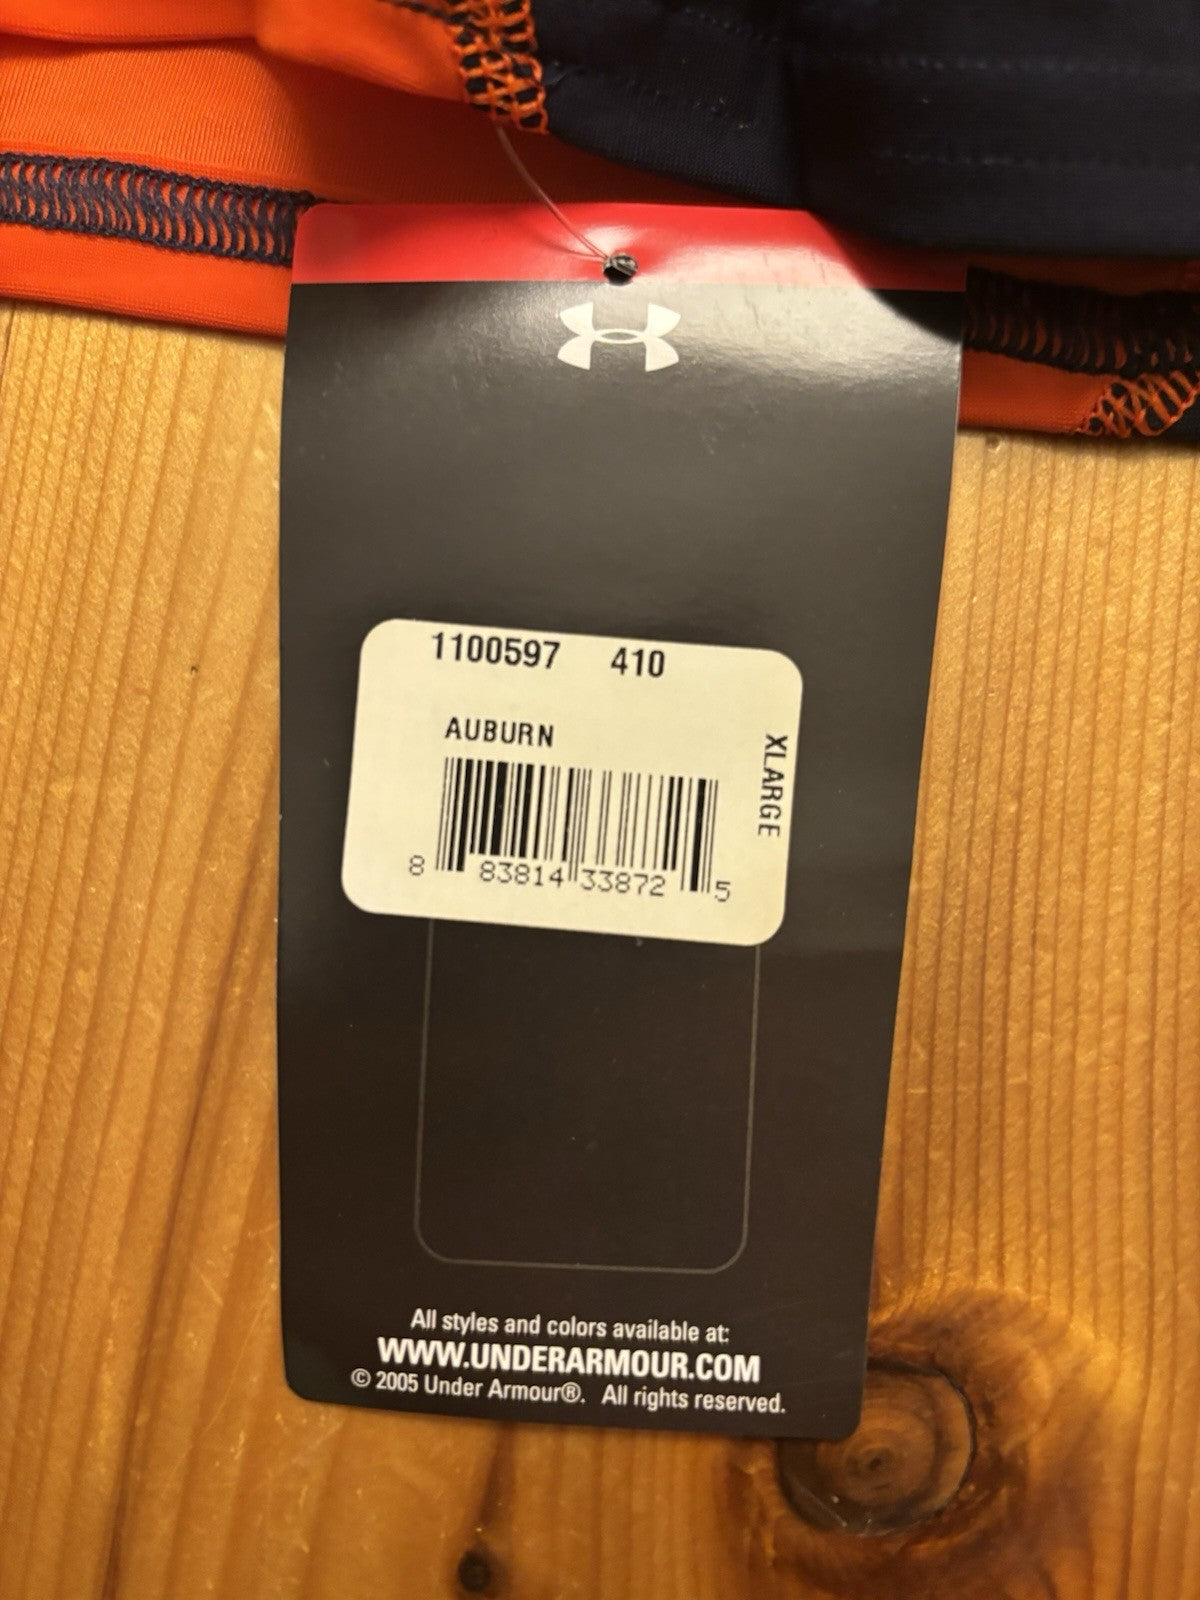 1100597 410
AUBURN
XLARGE
8 83814 33872 5
All styles and colors available at:
WWW.UNDERARMOUR.COM
© 2005 Under Armour®. All rights reserved.